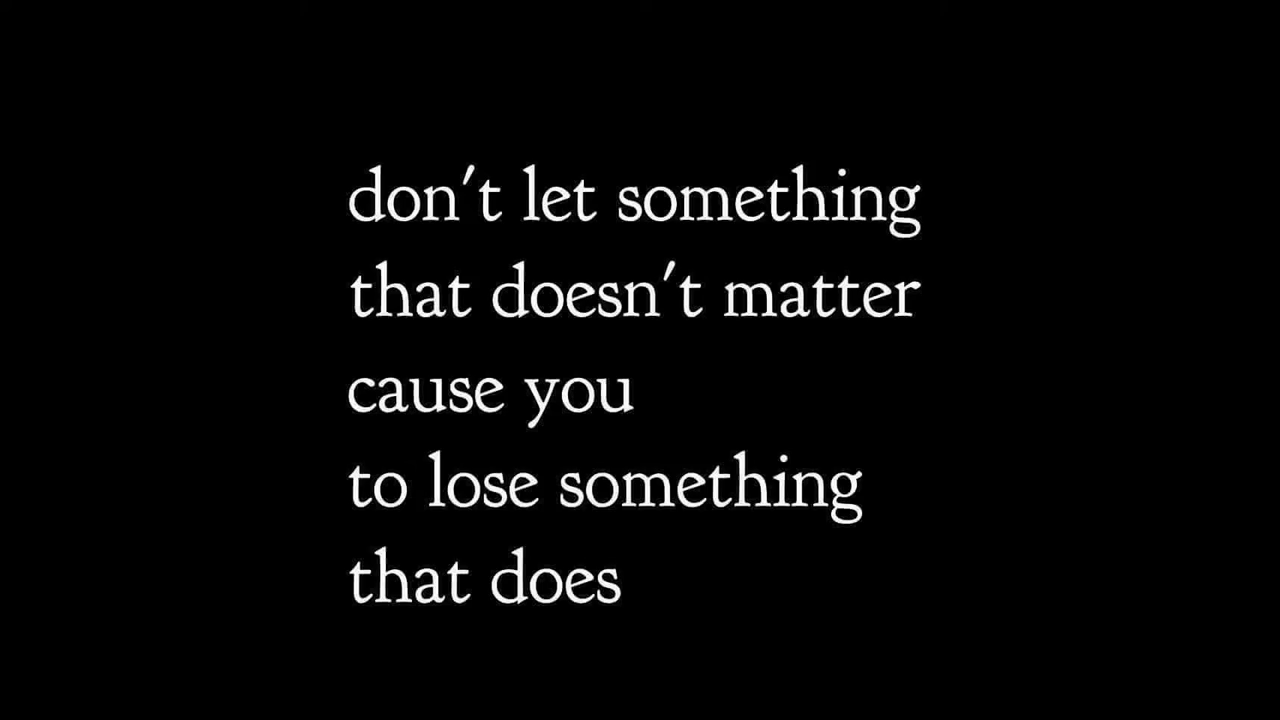 don't let something
that doesn't matter
cause you
to lose something
that does